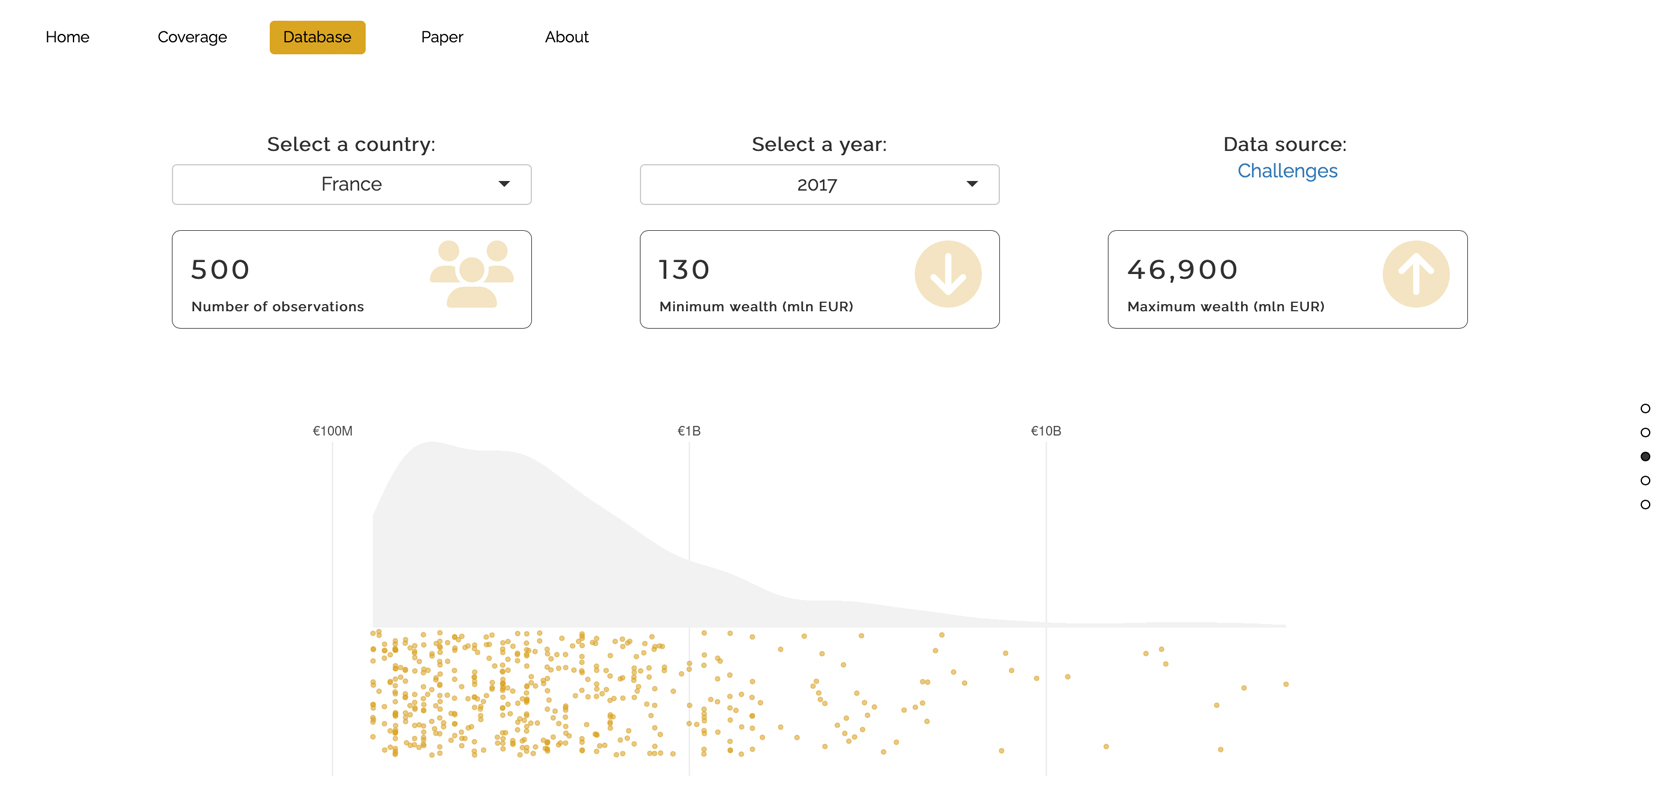 Home
Coverage
Database
Paper
About
Select a country:
France
Select a year:
2017
Data source:
Challenges
500
Number of observations
130
Minimum wealth (mln EUR)
46,900
Maximum wealth (mln EUR)
€100M
€1B
€10B